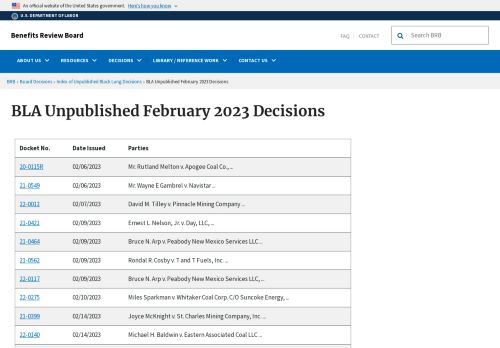 An official website of the United States government. Here's how you know
U.S. DEPARTMENT OF LABOR
Benefits Review Board
FAQ CONTACT
Search BRB
ABOUT US RESOURCES DECISIONS LIBRARY / REFERENCE WORK CONTACT US
BRB » Board Decisions » Index of Unpublished Black Lung Decisions » BLA Unpublished February 2023 Decisions
BLA Unpublished February 2023 Decisions
Docket No. Date Issued Parties
20-0115R 02/06/2023 Mr. Rutland Melton v. Apogee Coal Co., ...
21-0549 02/06/2023 Mr. Wayne E Gambrel v. Navistar ...
22-0012 02/07/2023 David M. Tilley v. Pinnacle Mining Company ...
21-0421 02/09/2023 Ernest L. Nelson, Jr. v. Day, LLC, ...
21-0464 02/09/2023 Bruce N. Arp v. Peabody New Mexico Services LLC ...
21-0562 02/09/2023 Rondal R. Cosby v. T and T Fuels, Inc. ...
22-0117 02/09/2023 Bruce N. Arp v. Peabody New Mexico Services LLC, ...
22-0275 02/10/2023 Miles Sparkman v. Whitaker Coal Corp. C/O Suncoke Energy, ...
21-0399 02/14/2023 Joyce McKnight v. St. Charles Mining Company, Inc. ...
22-0140 02/14/2023 Michael H. Baldwin v. Eastern Associated Coal LLC ...